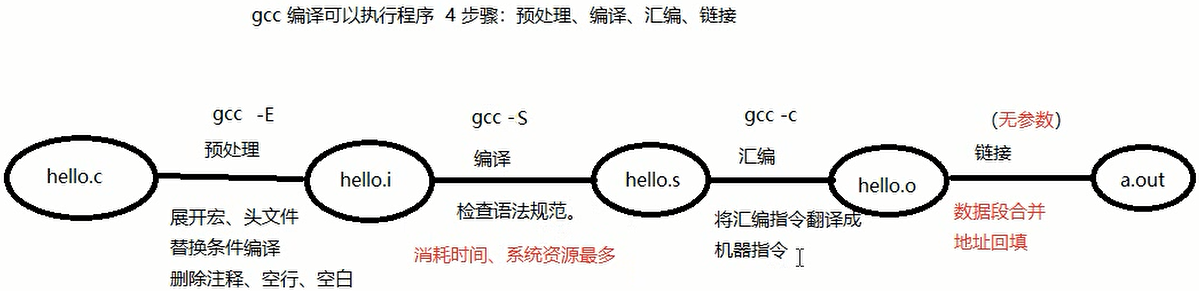 gcc 编译可以执行程序 4 步骤：预处理、编译、汇编、链接
gcc -E
gcc -S
gcc -c
(无参数)
预处理
编译
汇编
链接
hello.c
hello.i
hello.s
hello.o
a.out
展开宏、头文件
替换条件编译
删除注释、空行、空白
检查语法规范。
消耗时间、系统资源最多
将汇编指令翻译成
机器指令
数据段合并
地址回填